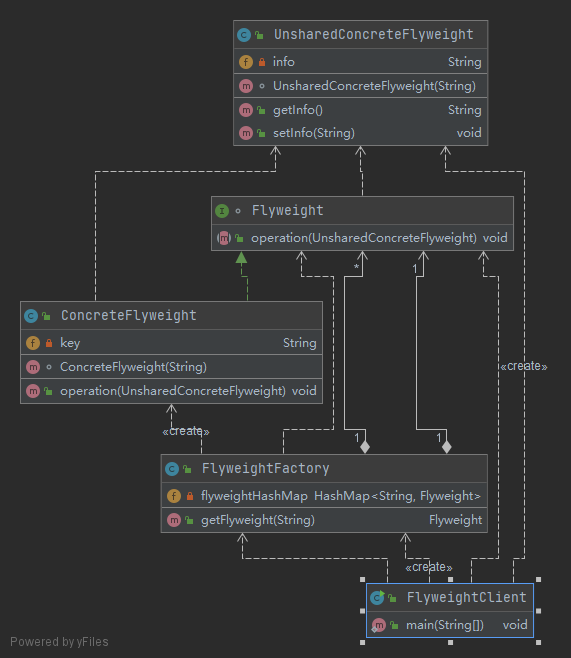 UnsharedConcreteFlyweight
info String
UnsharedConcreteFlyweight(String)
getInfo() String
setInfo(String) void
Flyweight
operation(UnsharedConcreteFlyweight) void
* 1
ConcreteFlyweight
key String
ConcreteFlyweight(String)
operation(UnsharedConcreteFlyweight) void
«create»
«create»
1 1
FlyweightFactory
flyweightHashMap HashMap<String, Flyweight>
getFlyweight(String) Flyweight
«create»
FlyweightClient
main(String[]) void
Powered by yFiles